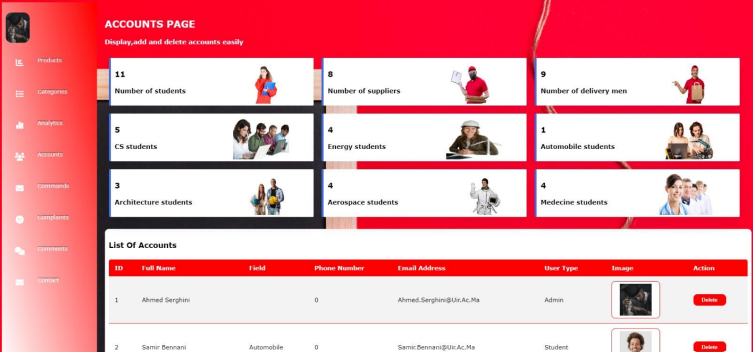 ACCOUNTS PAGE
Display,add and delete accounts easily
Products
Categories
Analytics
Accounts
Commands
Complaints
Comments
Contact
11
Number of students
8
Number of suppliers
9
Number of delivery men
5
CS students
4
Energy students
1
Automobile students
3
Architecture students
4
Aerospace students
4
Medecine students
List Of Accounts
ID Full Name Field Phone Number Email Address User Type Image Action
1 Ahmed Serghini 0 Ahmed.Serghini@Uir.Ac.Ma Admin Delete
2 Samir Bennani Automobile 0 Samir.Bennani@Uir.Ac.Ma Student Delete